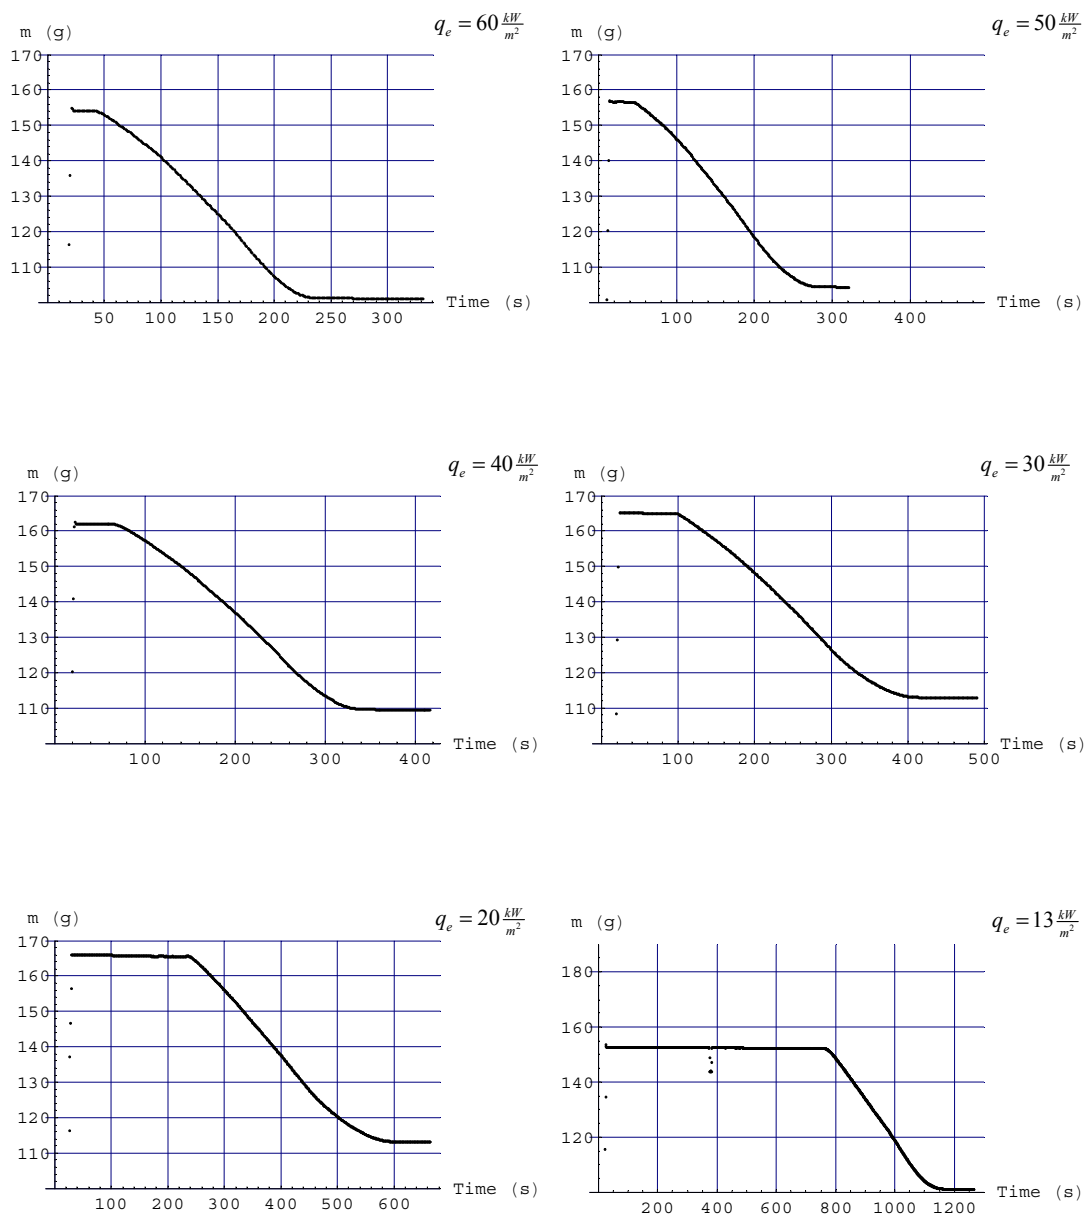 m (g)
q_e = 60 kW/m²
170
160
150
140
130
120
110
50 100 150 200 250 300
Time (s)
m (g)
q_e = 50 kW/m²
170
160
150
140
130
120
110
100 200 300 400
Time (s)
m (g)
q_e = 40 kW/m²
170
160
150
140
130
120
110
100 200 300 400
Time (s)
m (g)
q_e = 30 kW/m²
170
160
150
140
130
120
110
100 200 300 400 500
Time (s)
m (g)
q_e = 20 kW/m²
170
160
150
140
130
120
110
100 200 300 400 500 600
Time (s)
m (g)
q_e = 13 kW/m²
180
160
140
120
200 400 600 800 1000 1200
Time (s)